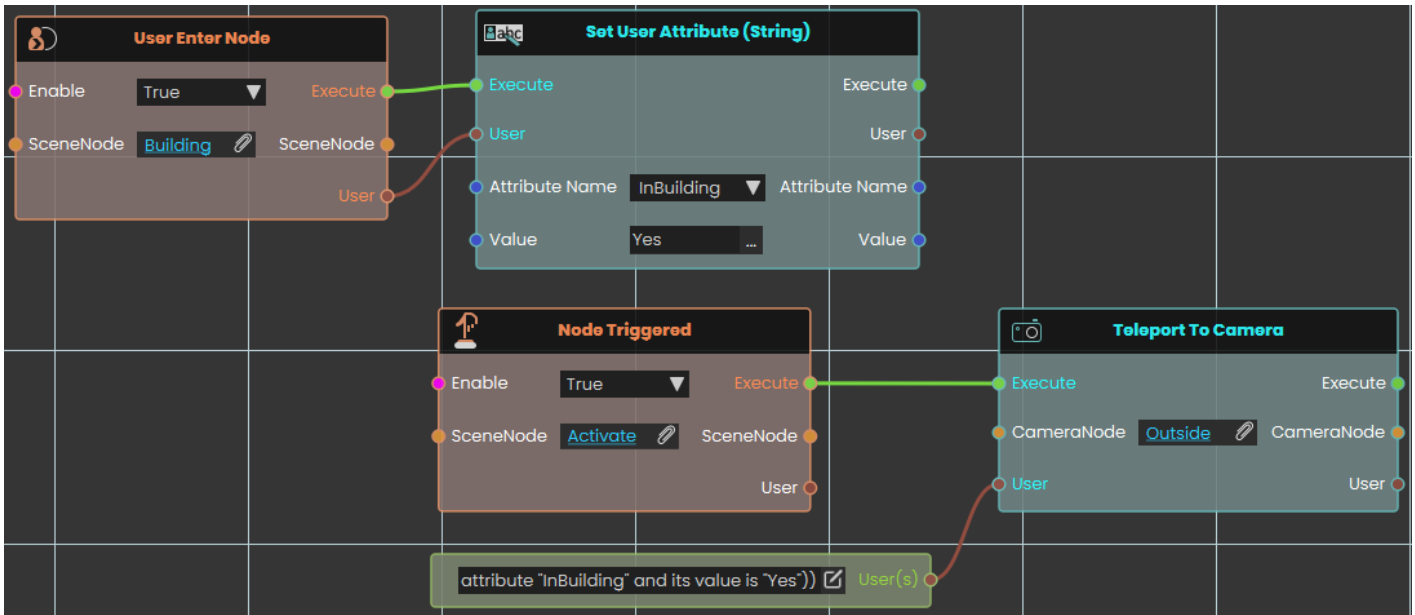 User Enter Node
Enable True Execute
SceneNode Building SceneNode
User
abc Set User Attribute (String)
Execute Execute
User User
Attribute Name InBuilding Attribute Name
Value Yes ... Value
Node Triggered
Enable True Execute
SceneNode Activate SceneNode
User
Teleport To Camera
Execute Execute
CameraNode Outside CameraNode
User User
attribute "InBuilding" and its value is "Yes")) User(s)